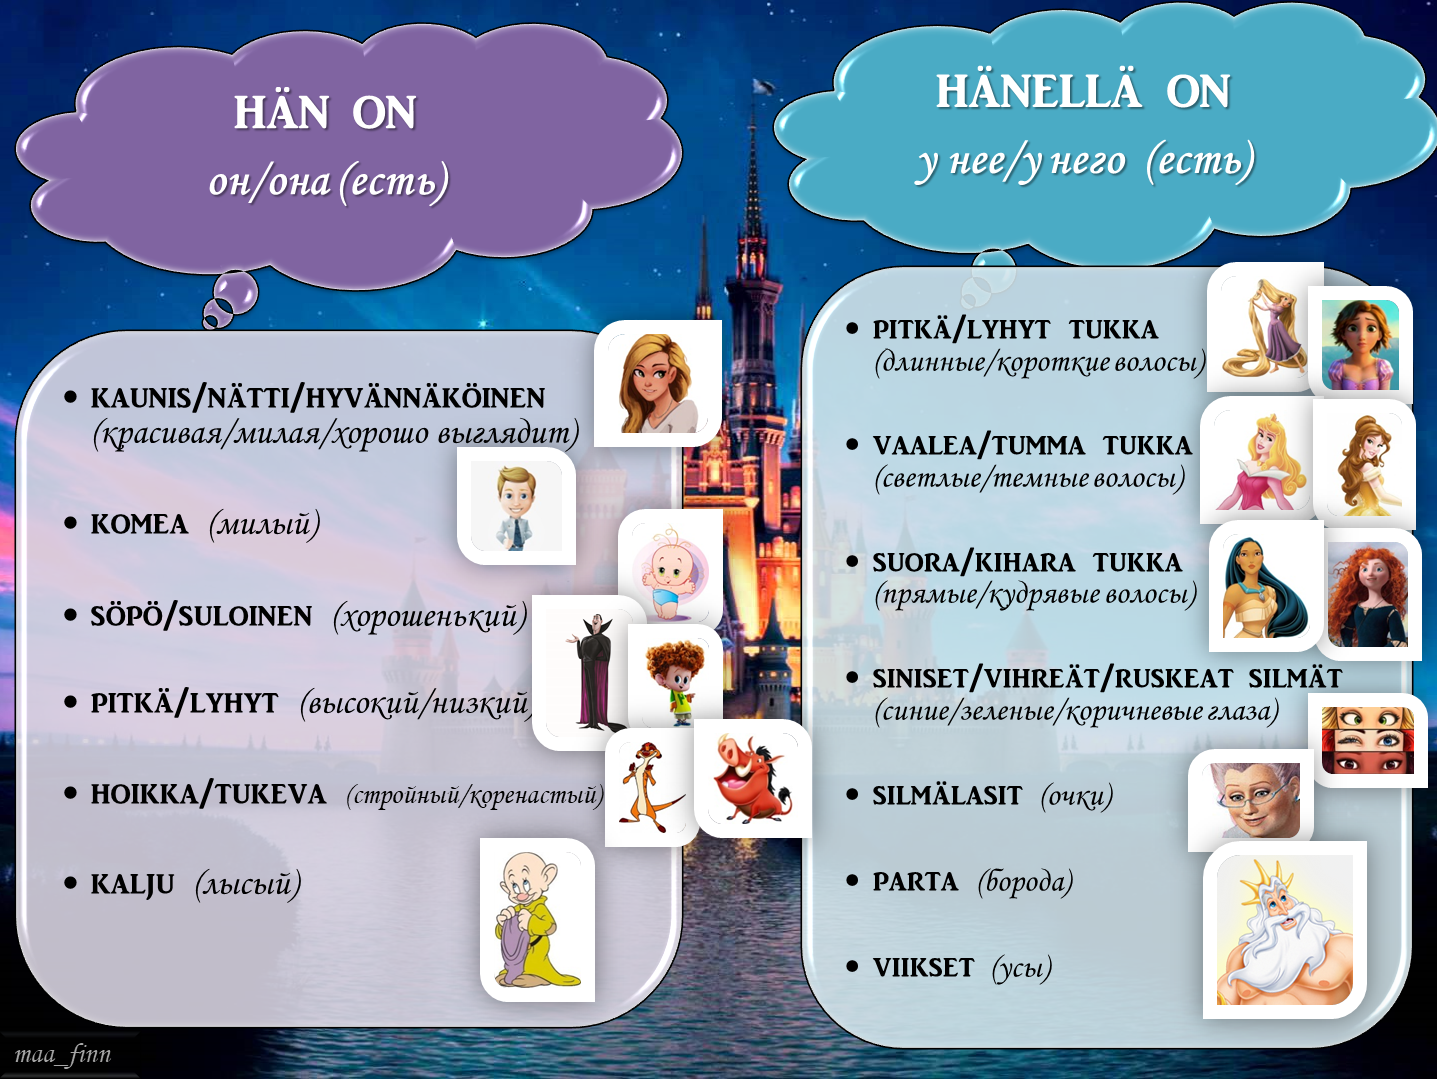 HÄN ON
он/она (есть)
• KAUNIS/NÄTTI/HYVÄNNÄKÖINEN
(красивая/милая/хорошо выглядит)
• KOMEA (милый)
• SÖPÖ/SULOINEN (хорошенький)
• PITKÄ/LYHYT (высокий/низкий)
• HOIKKA/TUKEVA (стройный/коренастый)
• KALJU (лысый)
maa_finn
HÄNELLÄ ON
у нее/у него (есть)
• PITKÄ/LYHYT TUKKA
(длинные/короткие волосы)
• VAALEA/TUMMA TUKKA
(светлые/темные волосы)
• SUORA/KIHARA TUKKA
(прямые/кудрявые волосы)
• SINISET/VIHREÄT/RUSKEAT SILMÄT
(синие/зеленые/коричневые глаза)
• SILMÄLASIT (очки)
• PARTA (борода)
• VIIKSET (усы)